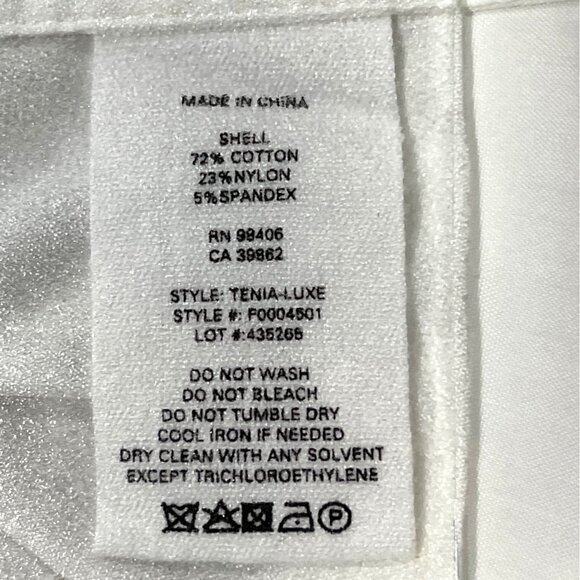 MADE IN CHINA
SHELL
72% COTTON
23% NYLON
5% SPANDEX
RN 98406
CA 39862
STYLE: TENIA-LUXE
STYLE #: F0004501
LOT #:435266
DO NOT WASH
DO NOT BLEACH
DO NOT TUMBLE DRY
COOL IRON IF NEEDED
DRY CLEAN WITH ANY SOLVENT
EXCEPT TRICHLOROETHYLENE
P